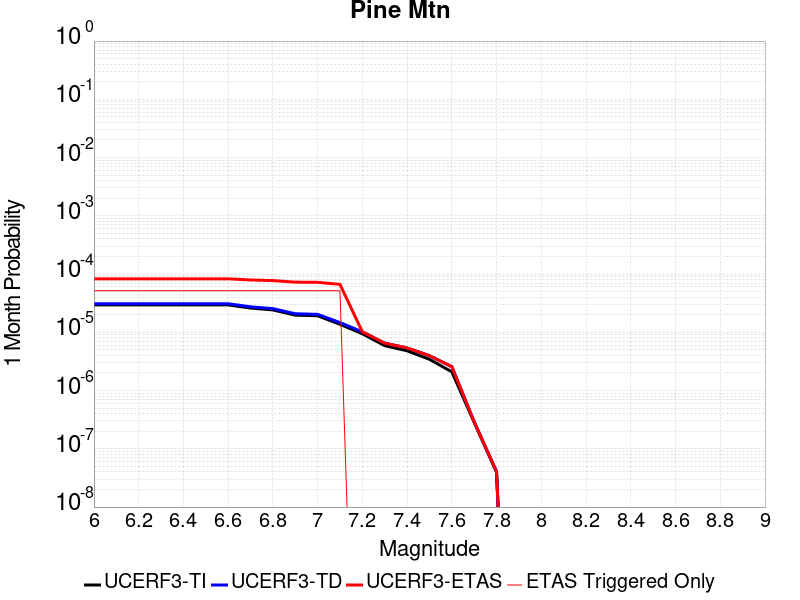 Pine Mtn
10^0
10^-1
10^-2
10^-3
10^-4
10^-5
10^-6
10^-7
10^-8
1 Month Probability
6 6.2 6.4 6.6 6.8 7 7.2 7.4 7.6 7.8 8 8.2 8.4 8.6 8.8 9
Magnitude
UCERF3-TI UCERF3-TD UCERF3-ETAS ETAS Triggered Only